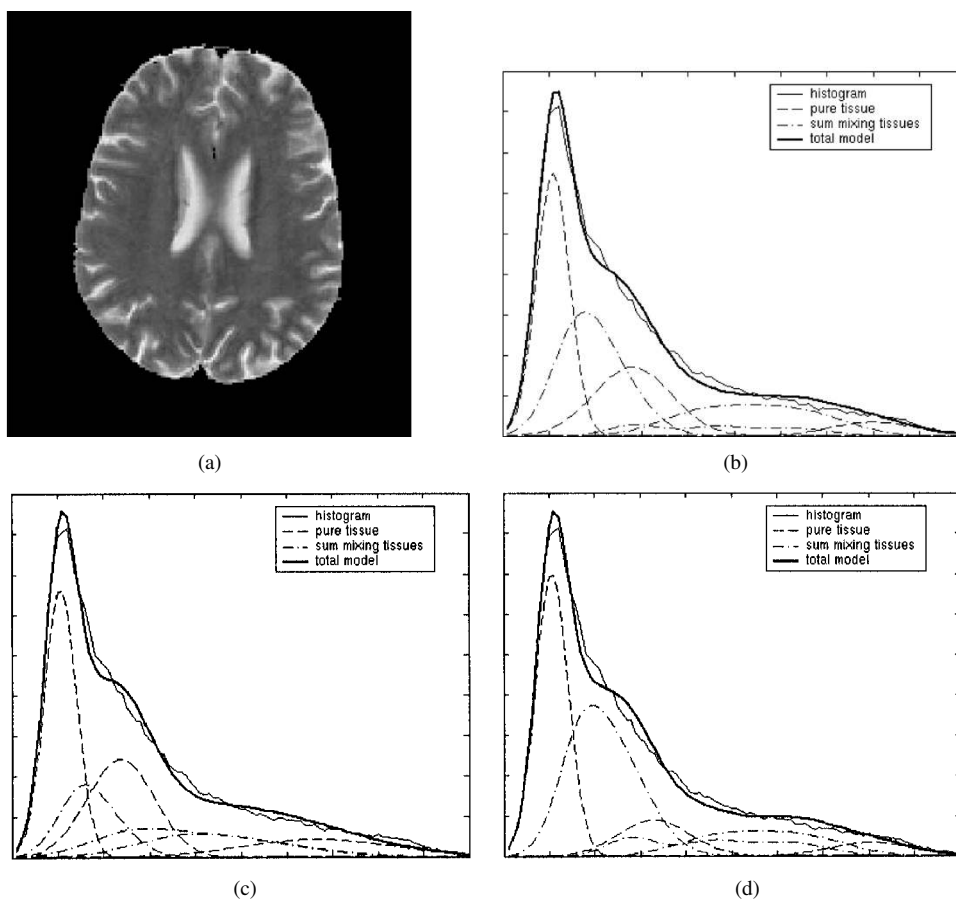 histogram
pure tissue
sum mixing tissues
total model
(a)
(b)
histogram
pure tissue
sum mixing tissues
total model
histogram
pure tissue
sum mixing tissues
total model
(c)
(d)